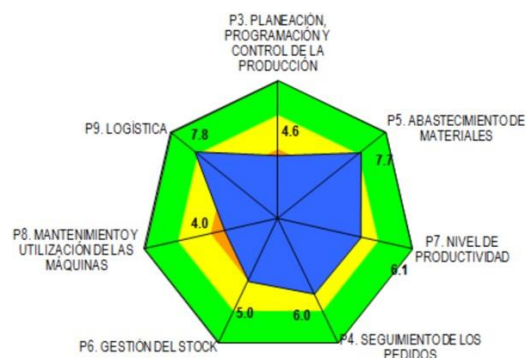 P3. PLANEACIÓN,
PROGRAMACIÓN Y
CONTROL DE LA
PRODUCCIÓN
4.6
P9. LOGÍSTICA
7.8
P5. ABASTECIMIENTO DE
MATERIALES
7.7
P8. MANTENIMIENTO Y
UTILIZACIÓN DE LAS
MÁQUINAS
4.0
P7. NIVEL DE
PRODUCTIVIDAD
6.1
5.0
6.0
P6. GESTIÓN DEL STOCK
P4. SEGUIMIENTO DE LOS
PEDIDOS